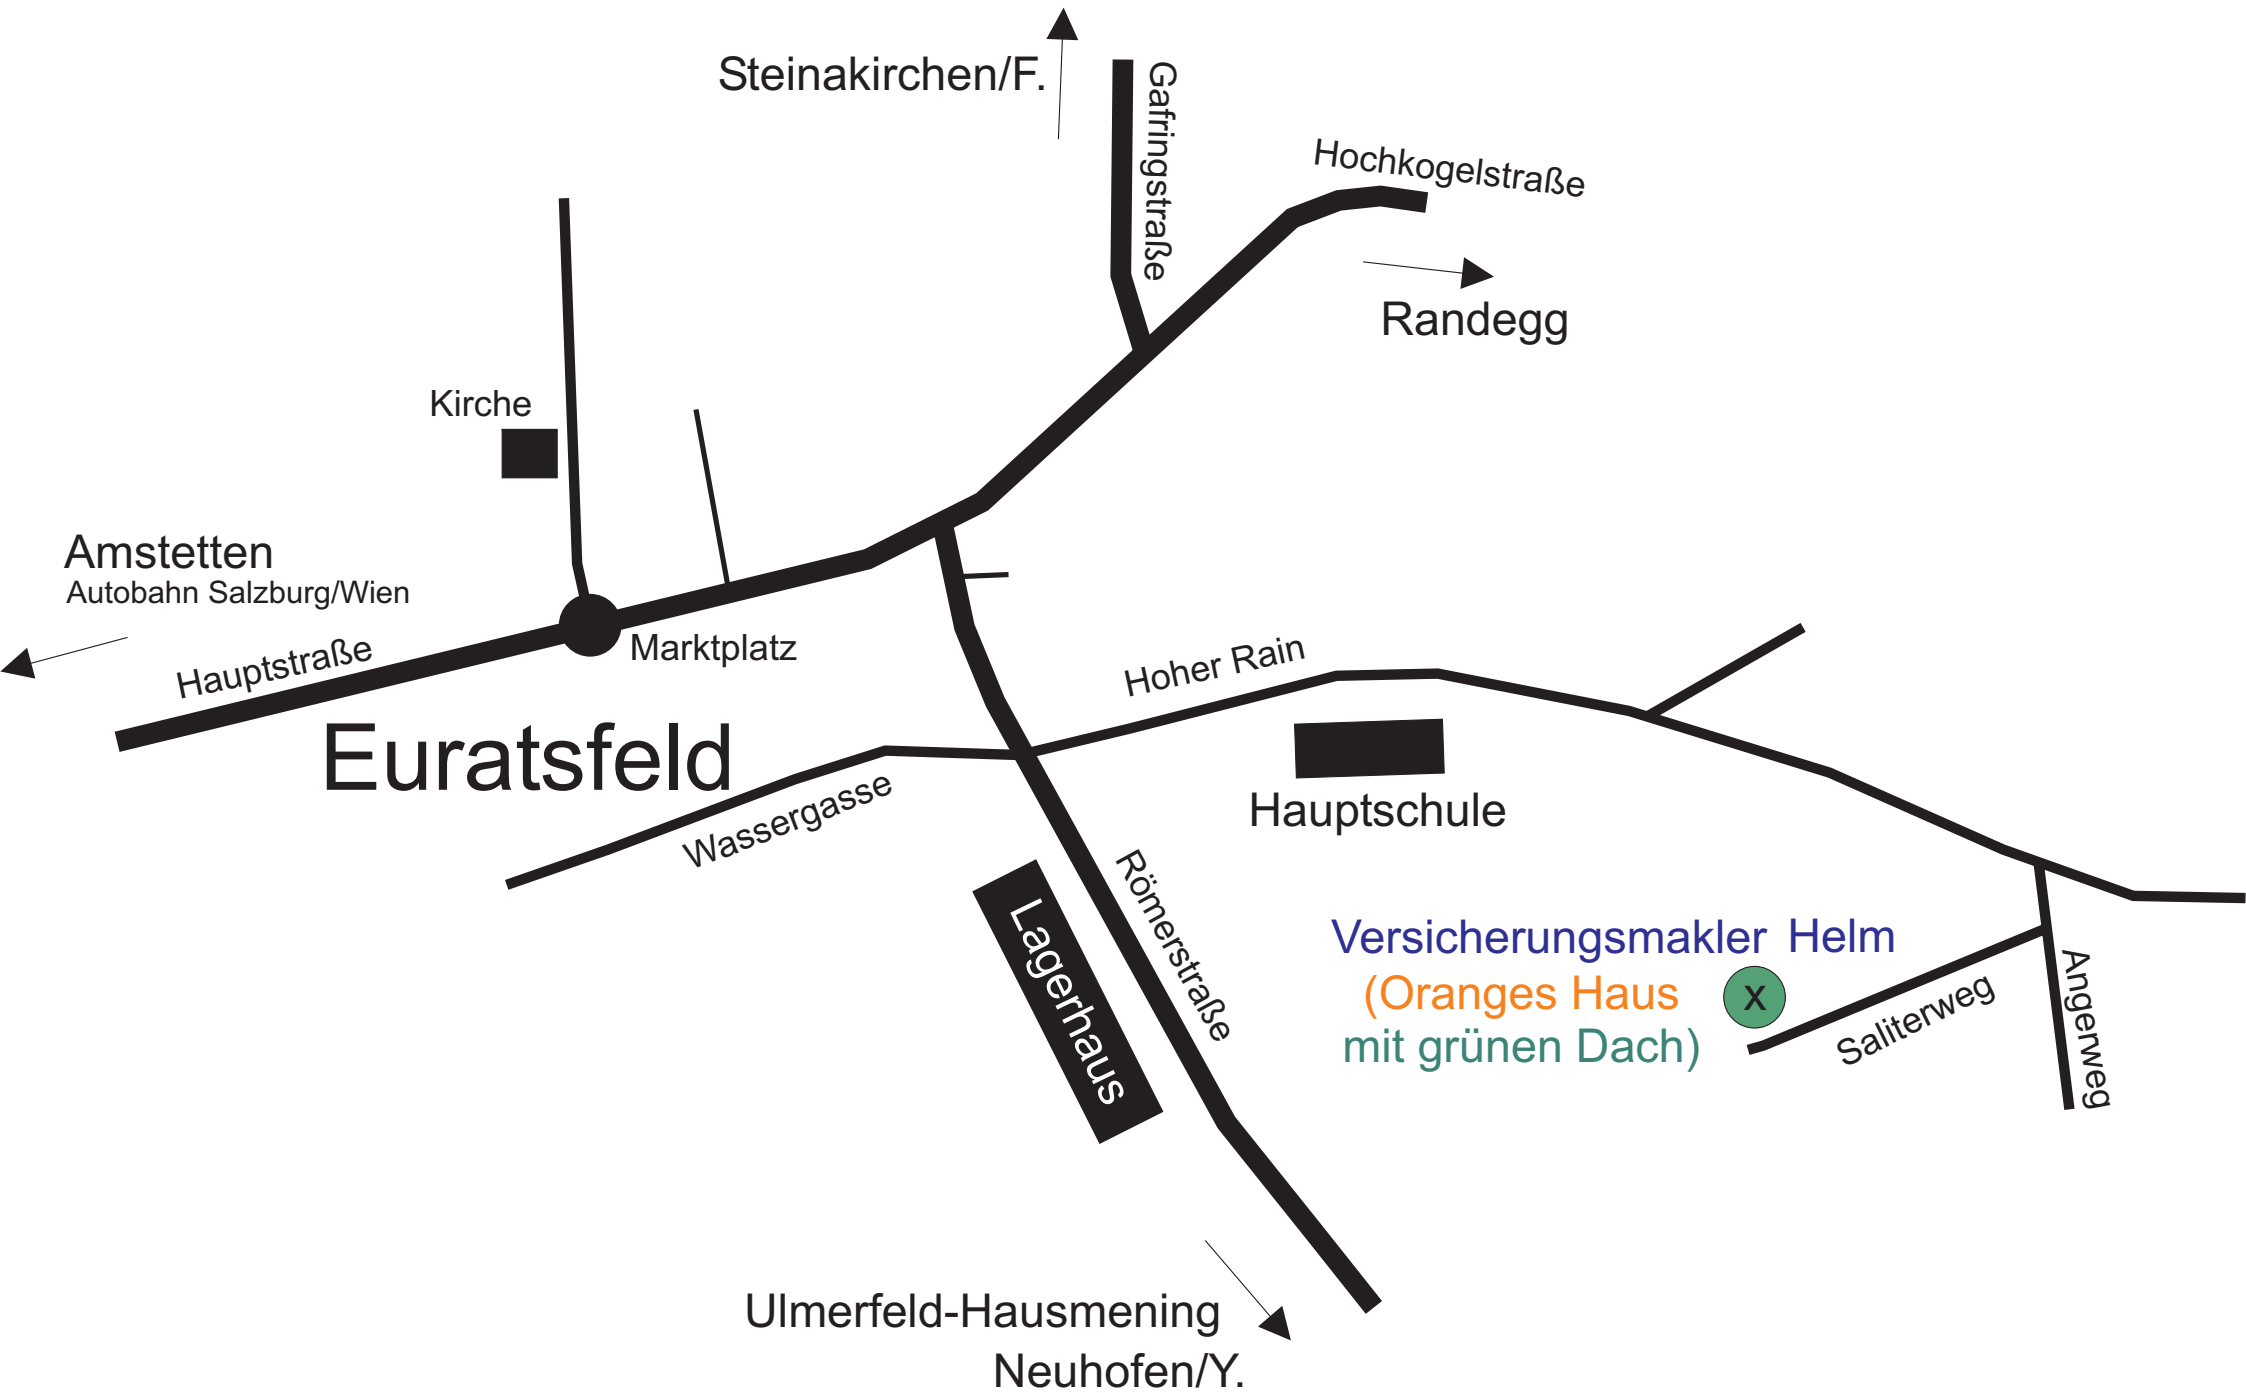 Steinakirchen/F.
Gafringstraße
Hochkogelstraße
Randegg
Kirche
Amstetten
Autobahn Salzburg/Wien
Hauptstraße
Marktplatz
Euratsfeld
Hoher Rain
Wassergasse
Hauptschule
Römerstraße
Lagerhaus
Versicherungsmakler Helm
(Oranges Haus
x
mit grünen Dach)
Saliterweg
Angerweg
Ulmerfeld-Hausmening
Neuhofen/Y.